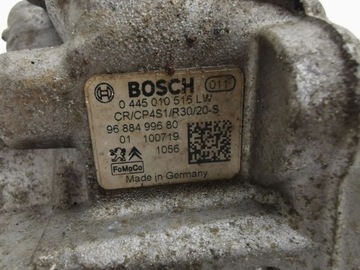 BOSCH 011
0 445 010 516 LW
CR/CP4S1/R30/20-S
96 884 996 80
01 100719
1056
FoMoCo
Made in Germany